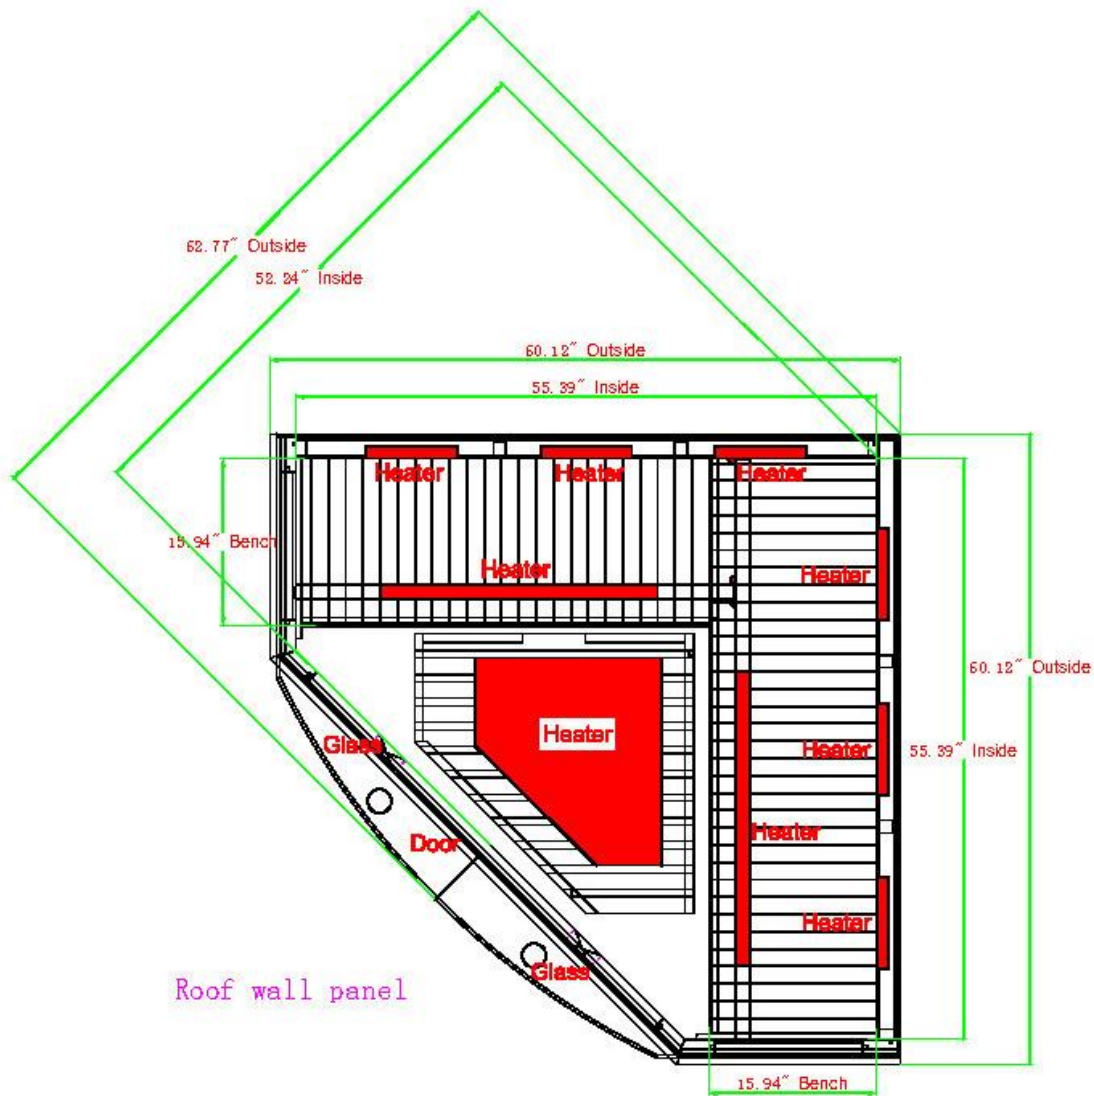 62.77" Outside
52.24" Inside
60.12" Outside
55.39" Inside
Heater
Heater
Heater
15.94" Bench
Heater
Heater
60.12" Outside
Heater
Glass
Heater
55.39" Inside
Heater
Door
Heater
Glass
Roof wall panel
15.94" Bench